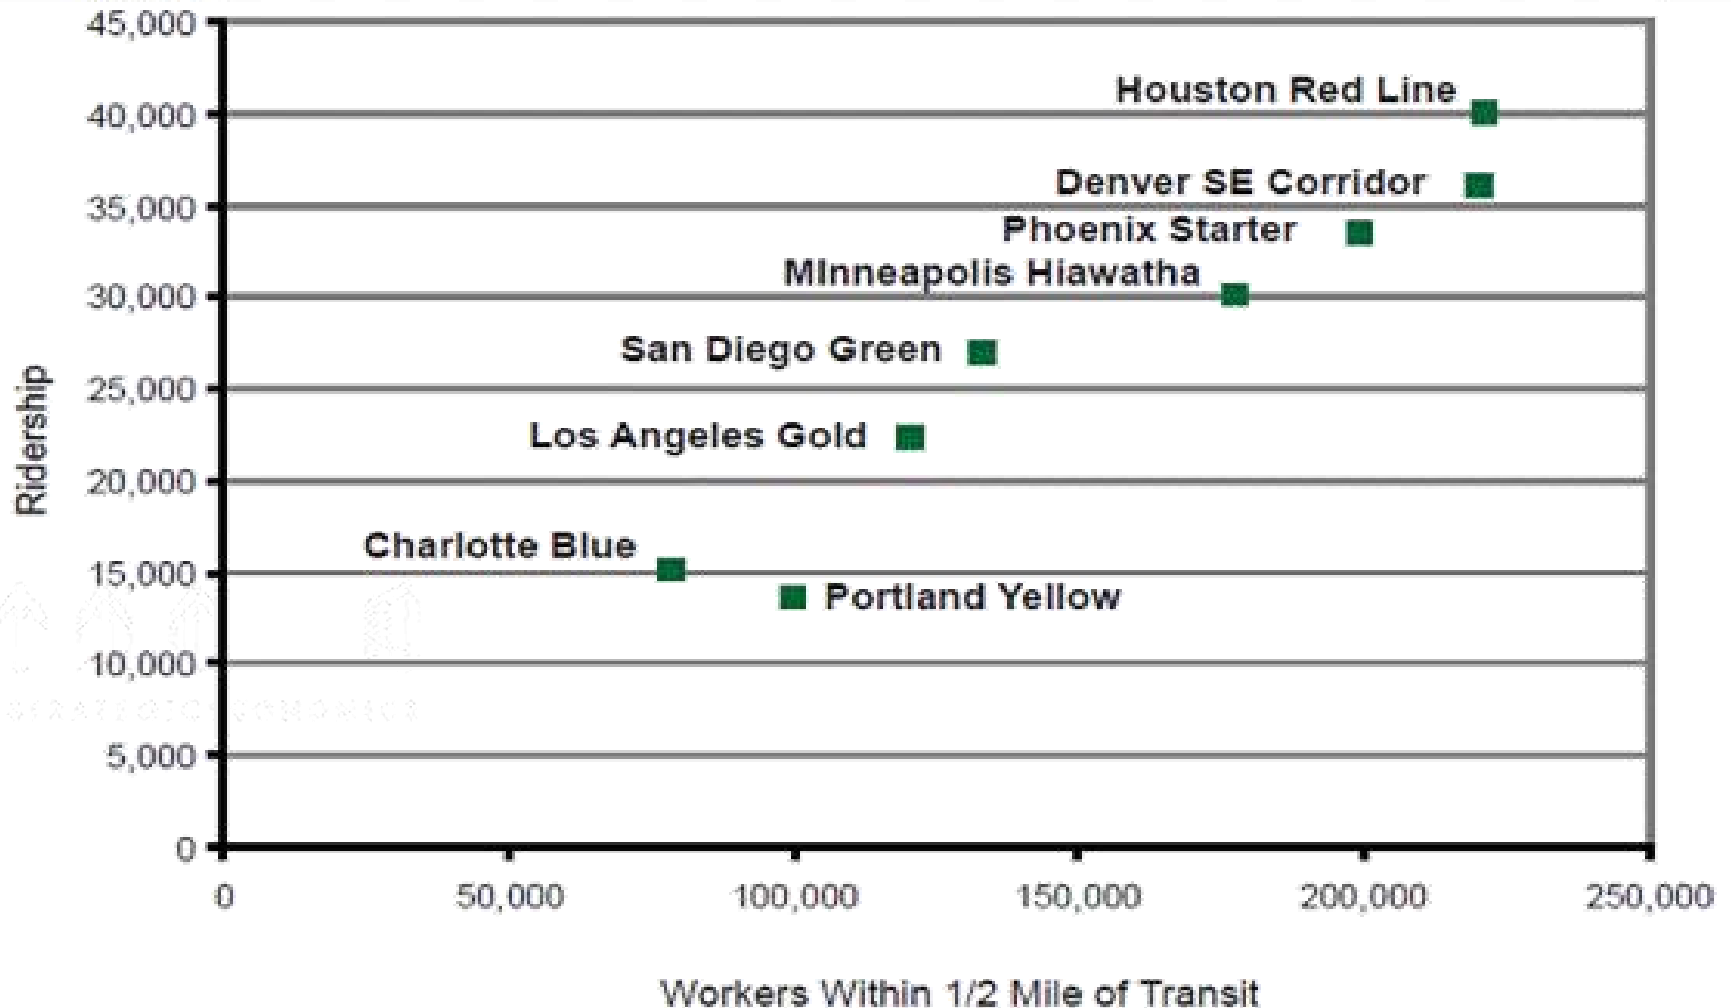 45,000
Houston Red Line
40,000
Denver SE Corridor
35,000
Phoenix Starter
MInneapolis Hiawatha
30,000
San Diego Green
25,000
Ridership
Los Angeles Gold
20,000
Charlotte Blue
15,000
Portland Yellow
10,000
5,000
0
0 50,000 100,000 150,000 200,000 250,000
Workers Within 1/2 Mile of Transit